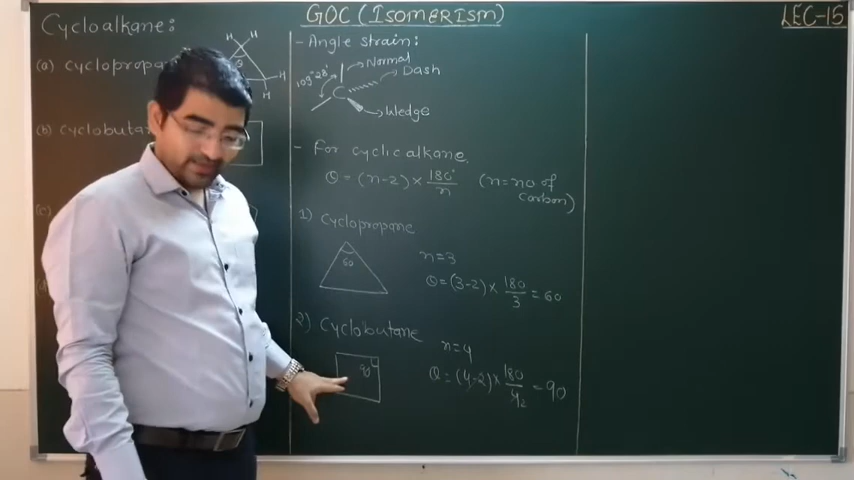 GOC (ISOMERISM)
LEC-15
Cycloalkane:
(a) cyclopropa
H H
H
H
(b) cyclobuta
(c)
- Angle strain:
Normal
Dash
109°28'
C
Wedge
- For cyclic alkane,
θ = (n-2) × 180°/n (n = no of carbon)
1) Cyclopropane
60
n=3
θ = (3-2) × 180/3 = 60
2) Cyclobutane
90
n=4
θ = (4-2) × 180/4 2 = 90